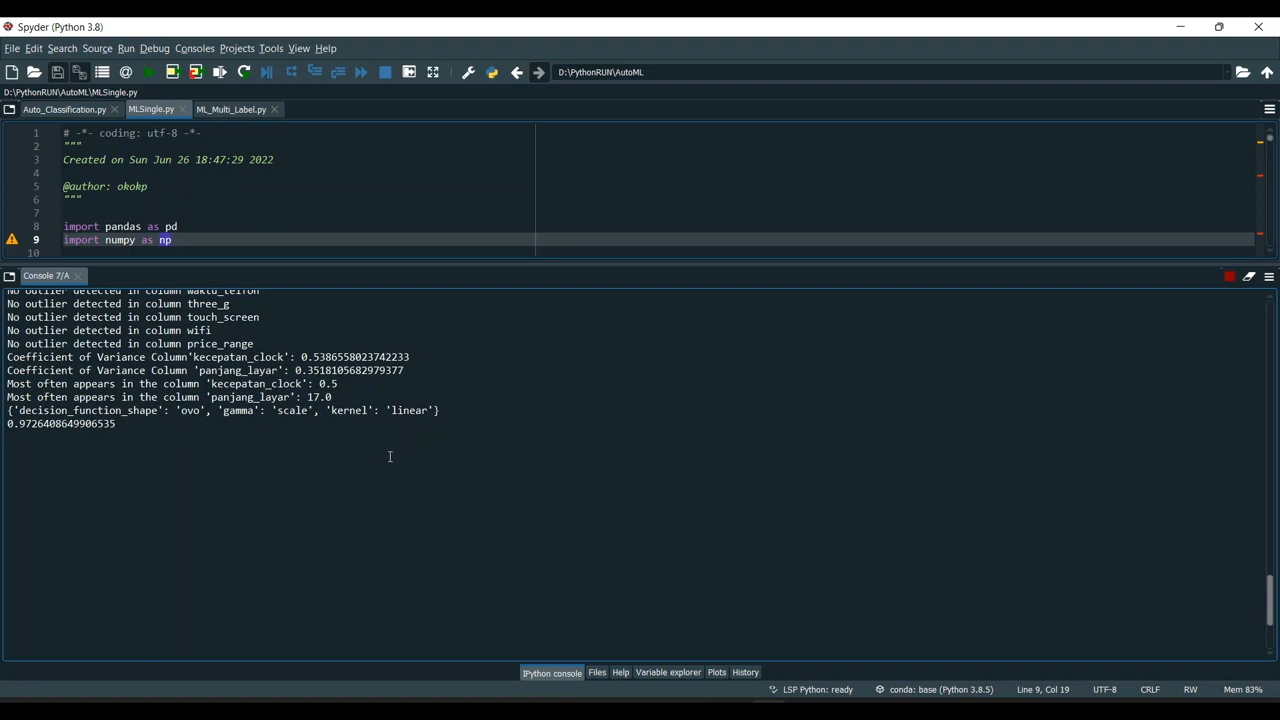 Spyder (Python 3.8)
File Edit Search Source Run Debug Consoles Projects Tools View Help
D:\PythonRUN\AutoML
D:\PythonRUN\AutoML\MLSingle.py
Auto_Classification.py MLSingle.py ML_Multi_Label.py
1 # -*- coding: utf-8 -*-
2 """
3 Created on Sun Jun 26 18:47:29 2022
4
5 @author: okokp
6 """
7
8 import pandas as pd
9 import numpy as np
10
Console 7/A
No outlier detected in column waktu_telfon
No outlier detected in column three_g
No outlier detected in column touch_screen
No outlier detected in column wifi
No outlier detected in column price_range
Coefficient of Variance Column'kecepatan_clock': 0.5386558023742233
Coefficient of Variance Column 'panjang_layar': 0.3518105682979377
Most often appears in the column 'kecepatan_clock': 0.5
Most often appears in the column 'panjang_layar': 17.0
{'decision_function_shape': 'ovo', 'gamma': 'scale', 'kernel': 'linear'}
0.9726408649906535
IPython console Files Help Variable explorer Plots History
LSP Python: ready conda: base (Python 3.8.5) Line 9, Col 19 UTF-8 CRLF RW Mem 83%